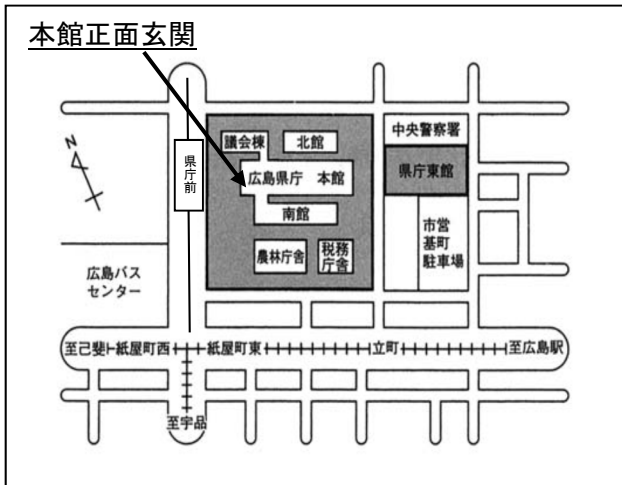 本館正面玄関
中央警察署
議会棟
北館
N
県庁前
広島県庁 本館
県庁東館
南館
市営
基町
駐車場
農林庁舎
税務
庁舎
広島バス
センター
至己斐
紙屋町西
紙屋町東
立町
至広島駅
至宇品